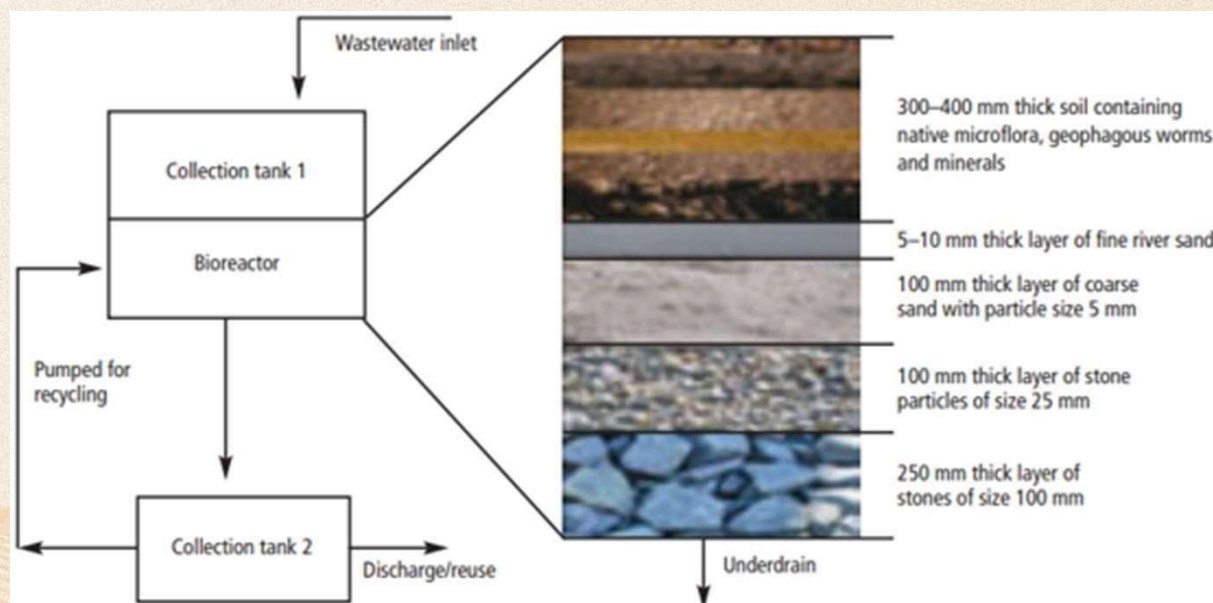 Wastewater inlet
Collection tank 1
Bioreactor
Pumped for
recycling
Collection tank 2
Discharge/reuse
300–400 mm thick soil containing
native microflora, geophagous worms
and minerals
5–10 mm thick layer of fine river sand
100 mm thick layer of coarse
sand with particle size 5 mm
100 mm thick layer of stone
particles of size 25 mm
250 mm thick layer of
stones of size 100 mm
Underdrain